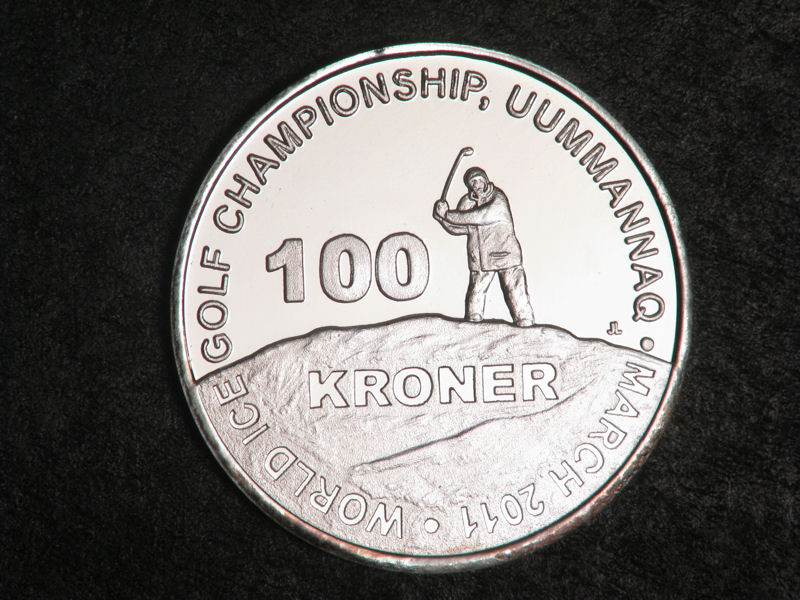 WORLD ICE GOLF CHAMPIONSHIP, UUMMANNAQ • MARCH 2011 •
100
KRONER